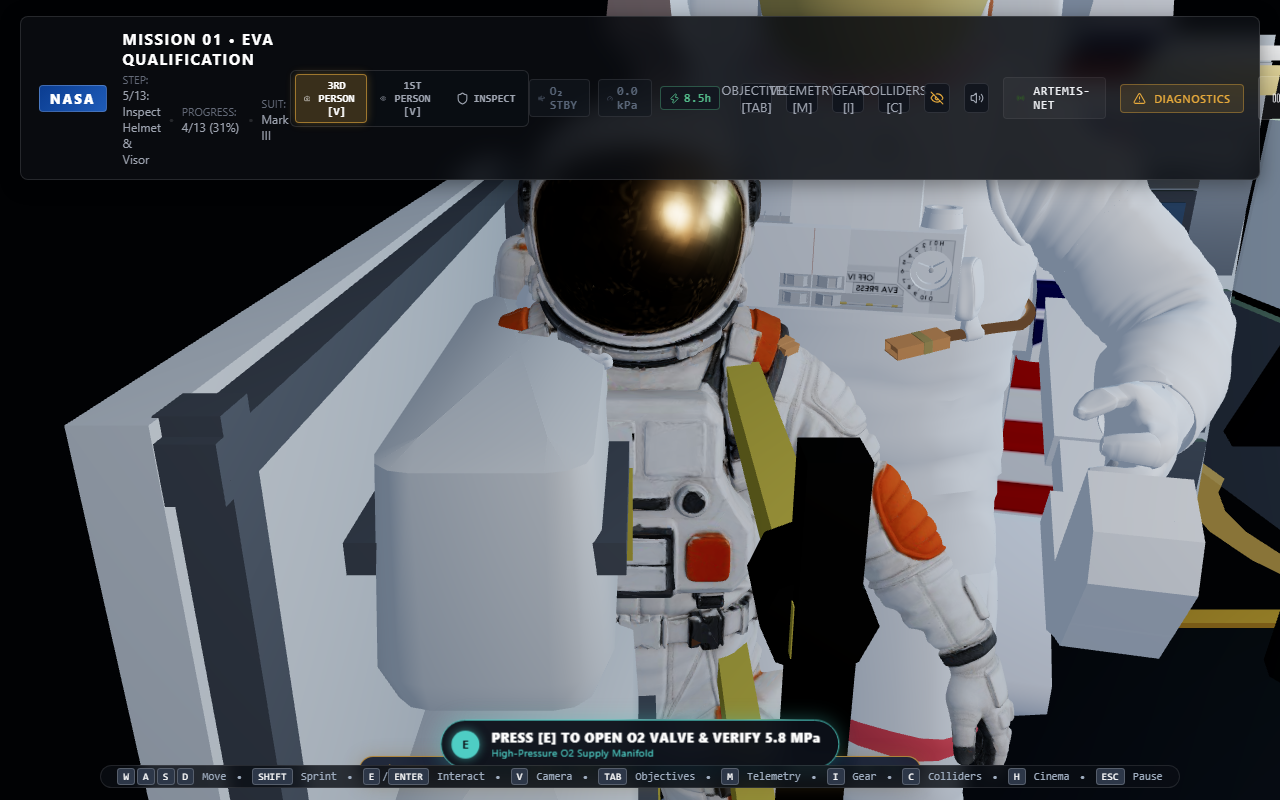 MISSION 01 • EVA
QUALIFICATION
NASA
STEP:
5/13:
Inspect
Helmet
&
Visor
PROGRESS:
4/13 (31%)
SUIT:
Mark
III
3RD
PERSON
[V]
1ST
PERSON
[V]
INSPECT
O₂
STBY
0.0
kPa
8.5h
[TAB]
[M]
GEAR
[I]
COLLIDERS
[C]
ARTEMIS-
NET
DIAGNOSTICS
EVA PRESS
PRESS [E] TO OPEN O2 VALVE & VERIFY 5.8 MPa
E
High-Pressure O2 Supply Manifold
W A S D Move • SHIFT Sprint • E / ENTER Interact • V Camera • TAB Objectives • M Telemetry • I Gear • C Colliders • H Cinema • ESC Pause